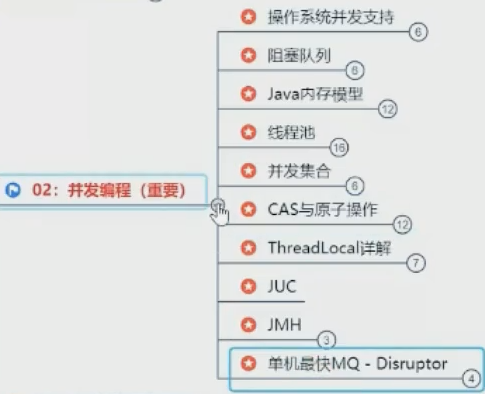 02：并发编程（重要）
操作系统并发支持
6
阻塞队列
6
Java内存模型
12
线程池
16
并发集合
6
CAS与原子操作
12
ThreadLocal详解
7
JUC
JMH
3
单机最快MQ - Disruptor
4